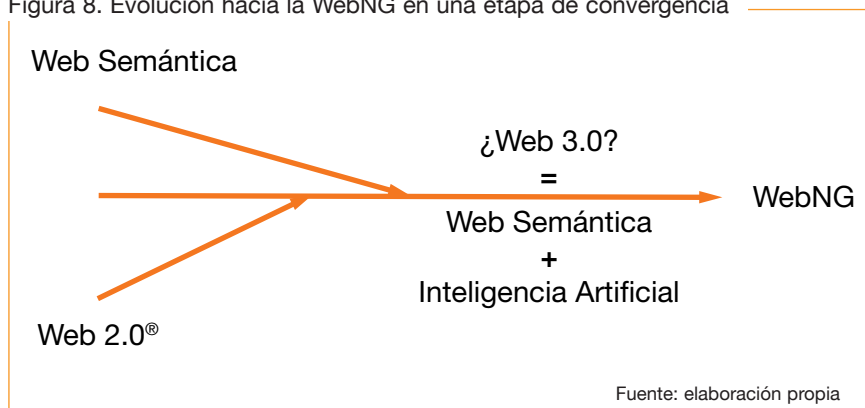 Figura 8. Evolución hacia la WebNG en una etapa de convergencia
Web Semántica
¿Web 3.0?
=
WebNG
Web Semántica
+
Inteligencia Artificial
Web 2.0®
Fuente: elaboración propia